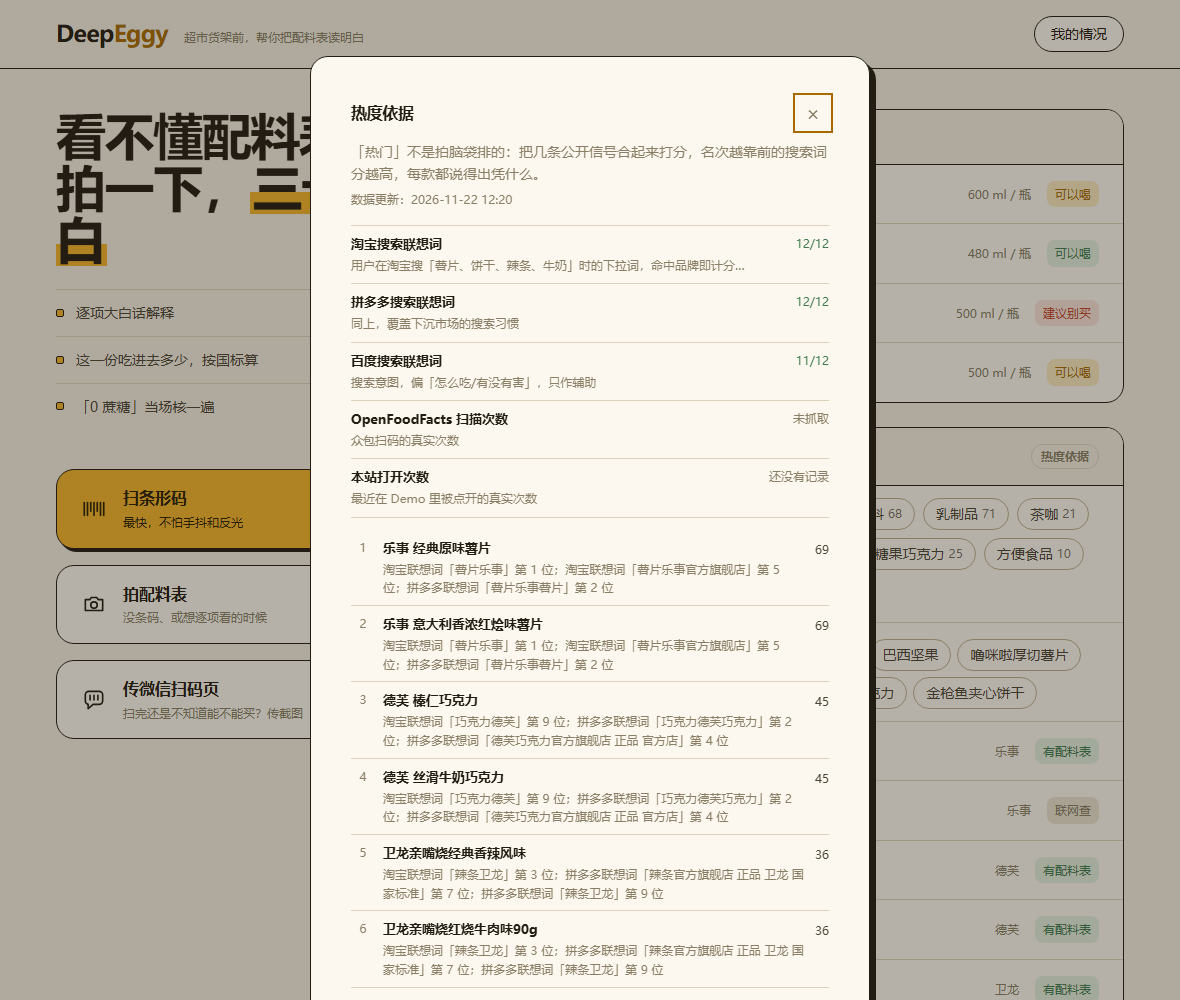 DeepEggy 超市货架前，帮你把配料表读明白
我的情况
看不懂配料
拍一下，三
白
逐项大白话解释
这一份吃进去多少，按国标算
「0 蔗糖」当场核一遍
扫条形码
最快，不怕手抖和反光
拍配料表
没条码、或想逐项看的时候
传微信扫码页
扫完还是不知道能不能买？传截图
热度依据
×
「热门」不是拍脑袋排的：把几条公开信号合起来打分，名次越靠前的搜索词
分越高，每款都说得出凭什么。
数据更新：2026-11-22 12:20
淘宝搜索联想词 12/12
用户在淘宝搜「薯片、饼干、辣条、牛奶」时的下拉词，命中品牌即计分…
拼多多搜索联想词 12/12
同上，覆盖下沉市场的搜索习惯
百度搜索联想词 11/12
搜索意图，偏「怎么吃/有没有害」，只作辅助
OpenFoodFacts 扫描次数 未抓取
众包扫码的真实次数
本站打开次数 还没有记录
最近在 Demo 里被点开的真实次数
1 乐事 经典原味薯片 69
淘宝联想词「薯片乐事」第 1 位；淘宝联想词「薯片乐事官方旗舰店」第 5
位；拼多多联想词「薯片乐事薯片」第 2 位
2 乐事 意大利香浓红烩味薯片 69
淘宝联想词「薯片乐事」第 1 位；淘宝联想词「薯片乐事官方旗舰店」第 5
位；拼多多联想词「薯片乐事薯片」第 2 位
3 德芙 榛仁巧克力 45
淘宝联想词「巧克力德芙」第 9 位；拼多多联想词「巧克力德芙巧克力」第 2
位；拼多多联想词「德芙巧克力官方旗舰店 正品 官方店」第 4 位
4 德芙 丝滑牛奶巧克力 45
淘宝联想词「巧克力德芙」第 9 位；拼多多联想词「巧克力德芙巧克力」第 2
位；拼多多联想词「德芙巧克力官方旗舰店 正品 官方店」第 4 位
5 卫龙亲嘴烧经典香辣风味 36
淘宝联想词「辣条卫龙」第 3 位；拼多多联想词「辣条官方旗舰店 正品 卫龙 国
家标准」第 7 位；拼多多联想词「辣条卫龙」第 9 位
6 卫龙亲嘴烧红烧牛肉味90g 36
淘宝联想词「辣条卫龙」第 3 位；拼多多联想词「辣条官方旗舰店 正品 卫龙 国
家标准」第 7 位；拼多多联想词「辣条卫龙」第 9 位
600 ml / 瓶 可以喝
480 ml / 瓶 可以喝
500 ml / 瓶 建议别买
500 ml / 瓶 可以喝
热度依据
68 乳制品 71 茶咖 21
糖果巧克力 25 方便食品 10
巴西坚果 噜咪啦厚切薯片
力 金枪鱼夹心饼干
乐事 有配料表
乐事 联网查
德芙 有配料表
德芙 有配料表
卫龙 有配料表